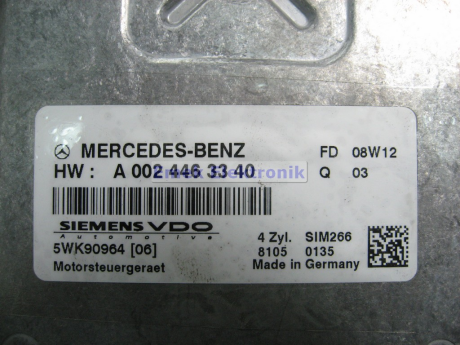 MERCEDES-BENZ FD 08W12
HW : A 002 446 33 40 Q 03
SIEMENS VDO
Automotive
5WK90964 [06] 4 Zyl. SIM266
8105 0135
Motorsteuergeraet Made in Germany